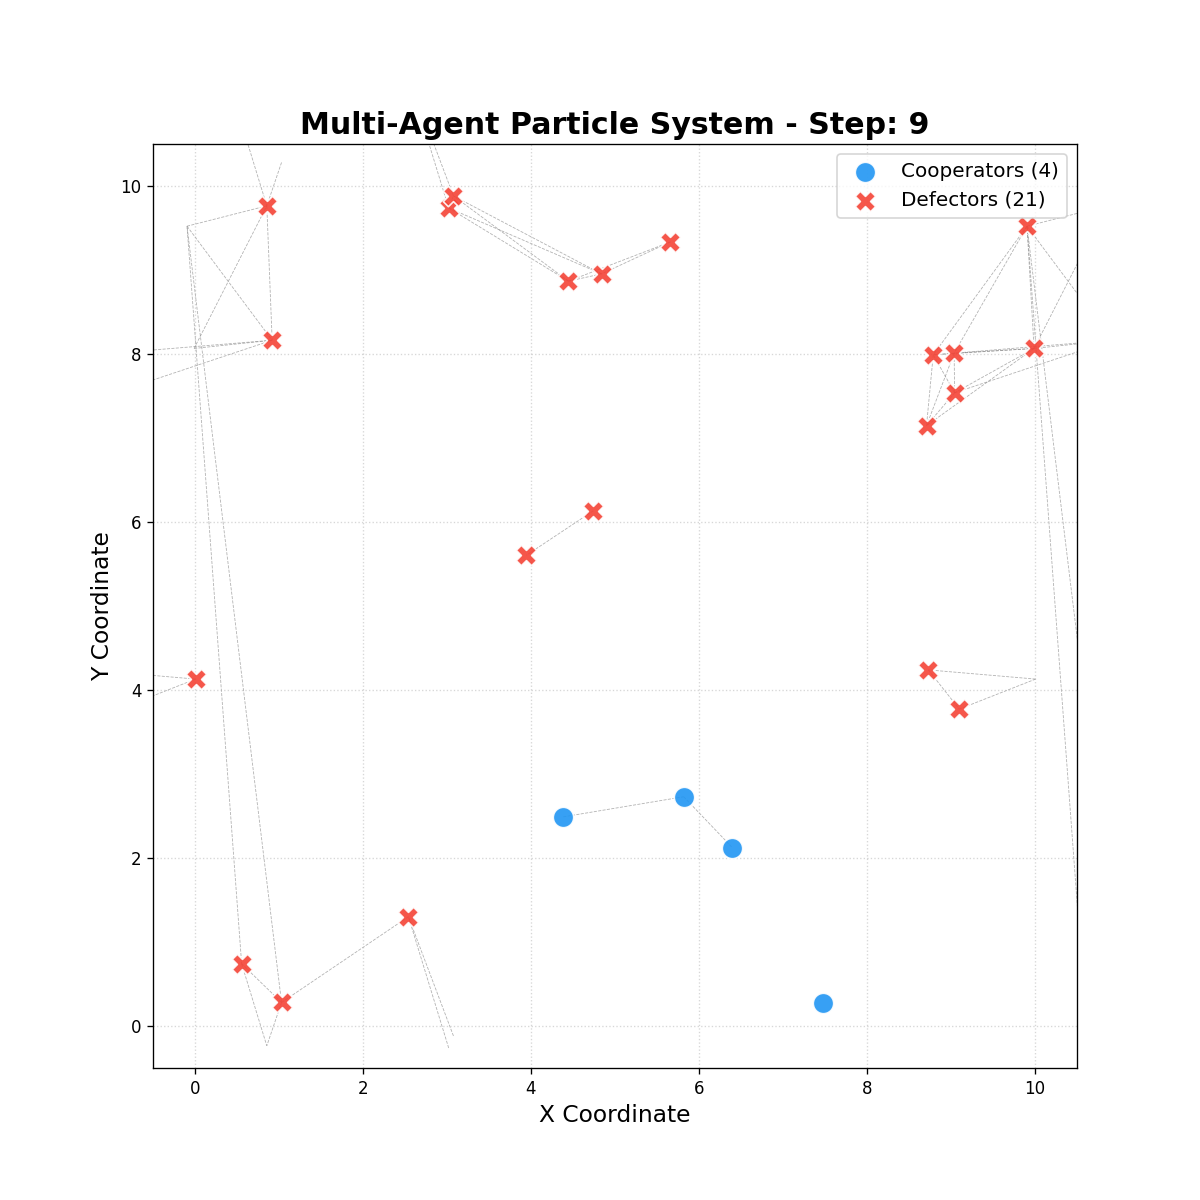 Multi-Agent Particle System - Step: 9
Cooperators (4)
Defectors (21)
10
8
6
4
2
0
Y Coordinate
0 2 4 6 8 10
X Coordinate